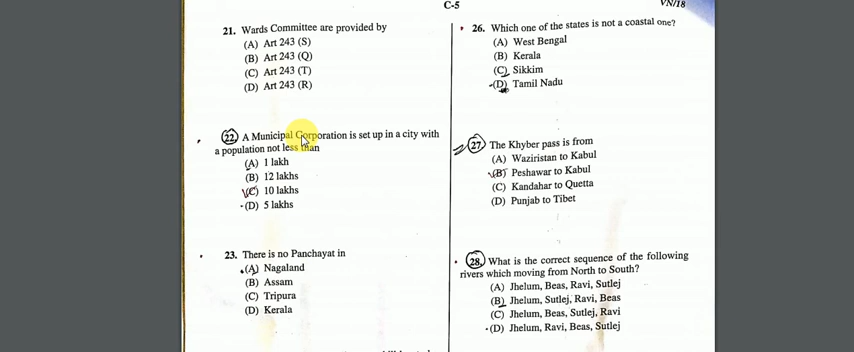 C-5
VN/18
21. Wards Committee are provided by
(A) Art 243 (S)
(B) Art 243 (Q)
(C) Art 243 (T)
(D) Art 243 (R)
22. A Municipal Corporation is set up in a city with
a population not less than
(A) 1 lakh
(B) 12 lakhs
(C) 10 lakhs
(D) 5 lakhs
23. There is no Panchayat in
(A) Nagaland
(B) Assam
(C) Tripura
(D) Kerala
26. Which one of the states is not a coastal one?
(A) West Bengal
(B) Kerala
(C) Sikkim
(D) Tamil Nadu
27. The Khyber pass is from
(A) Waziristan to Kabul
(B) Peshawar to Kabul
(C) Kandahar to Quetta
(D) Punjab to Tibet
28. What is the correct sequence of the following
rivers which moving from North to South?
(A) Jhelum, Beas, Ravi, Sutlej
(B) Jhelum, Sutlej, Ravi, Beas
(C) Jhelum, Beas, Sutlej, Ravi
(D) Jhelum, Ravi, Beas, Sutlej